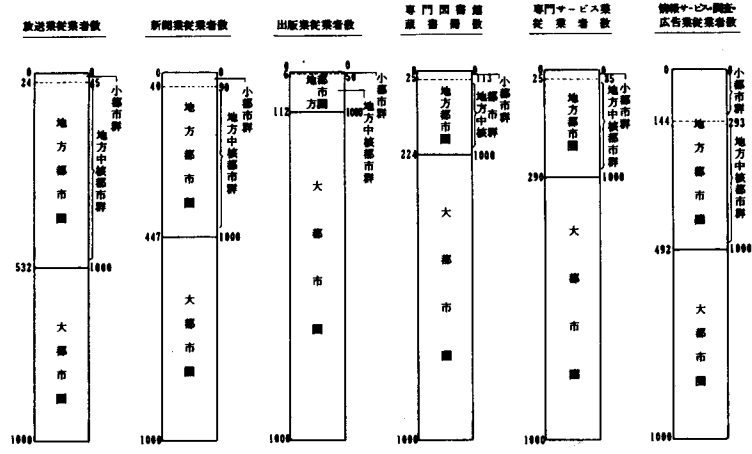 放送業従業者数
0 0
24 45
小都市群
地方都市圏
地方中核都市群
532 1000
大都市圏
1000
新聞業従業者数
0 0
40 90
小都市群
地方都市圏
地方中核都市群
447 1000
大都市圏
1000
出版業従業者数
0 0
6 50
小都市群
地方都市圏
地方中核都市群
112 1000
大都市圏
1000
専門図書館
蔵書冊数
0 0
25 113
小都市群
地方都市圏
地方中核都市群
224 1000
大都市圏
1000
専門サービス業
従業者数
0 0
25 85
小都市群
地方都市圏
地方中核都市群
290 1000
大都市圏
1000
情報サービス・調査・
広告業従業者数
0 0
小都市群
144 293
地方都市圏
地方中核都市群
492 1000
大都市圏
1000